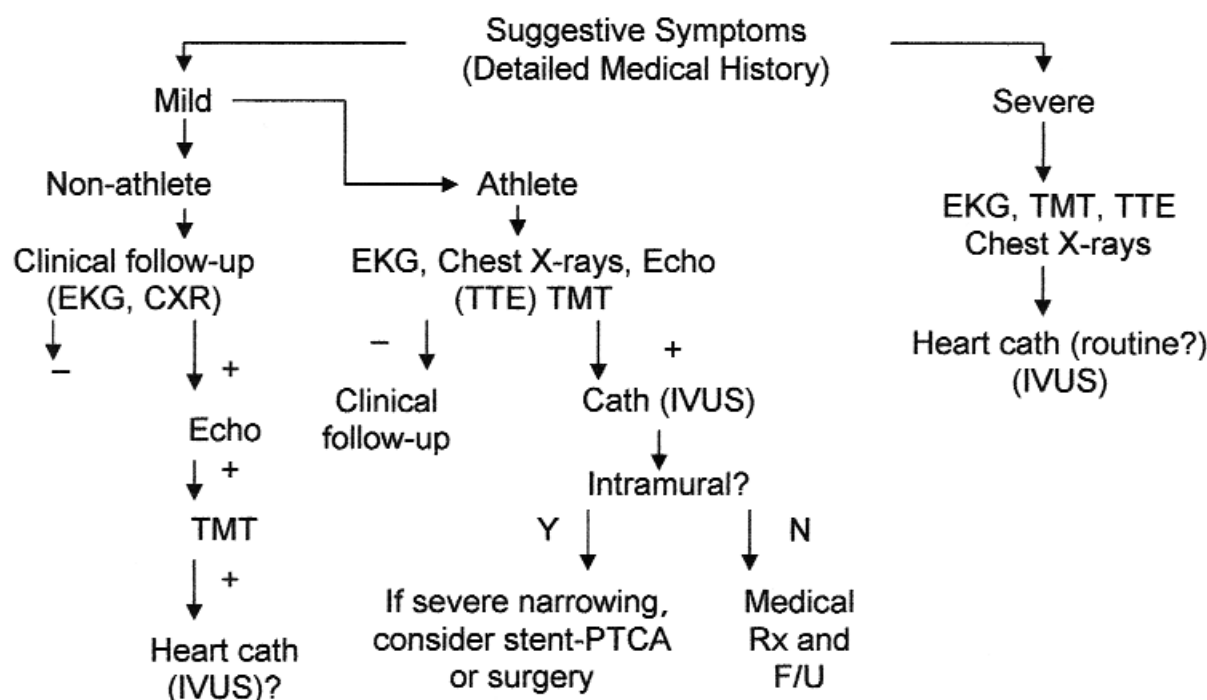 Suggestive Symptoms
(Detailed Medical History)
Mild
Severe
Non-athlete
Athlete
EKG, TMT, TTE
Chest X-rays
Clinical follow-up
(EKG, CXR)
EKG, Chest X-rays, Echo
(TTE) TMT
Heart cath (routine?)
(IVUS)
–
+
–
+
Clinical
follow-up
Cath (IVUS)
Echo
+
Intramural?
TMT
Y
N
+
If severe narrowing,
consider stent-PTCA
or surgery
Medical
Rx and
F/U
Heart cath
(IVUS)?